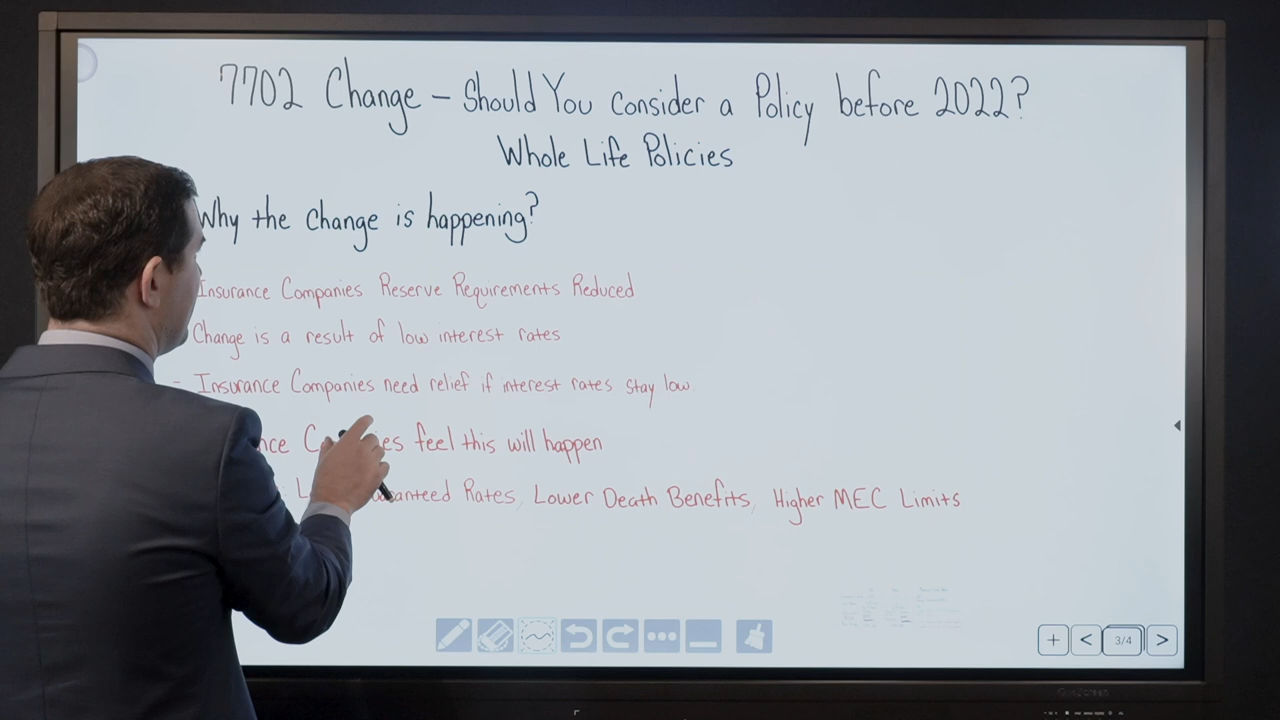 7702 Change – Should You Consider a Policy before 2022?
Whole Life Policies
Why the change is happening?
Insurance Companies Reserve Requirements Reduced
Change is a result of low interest rates
- Insurance Companies need relief if interest rates stay low.
feel this will happen
Rates, Lower Death Benefits, Higher MEC Limits
3/4